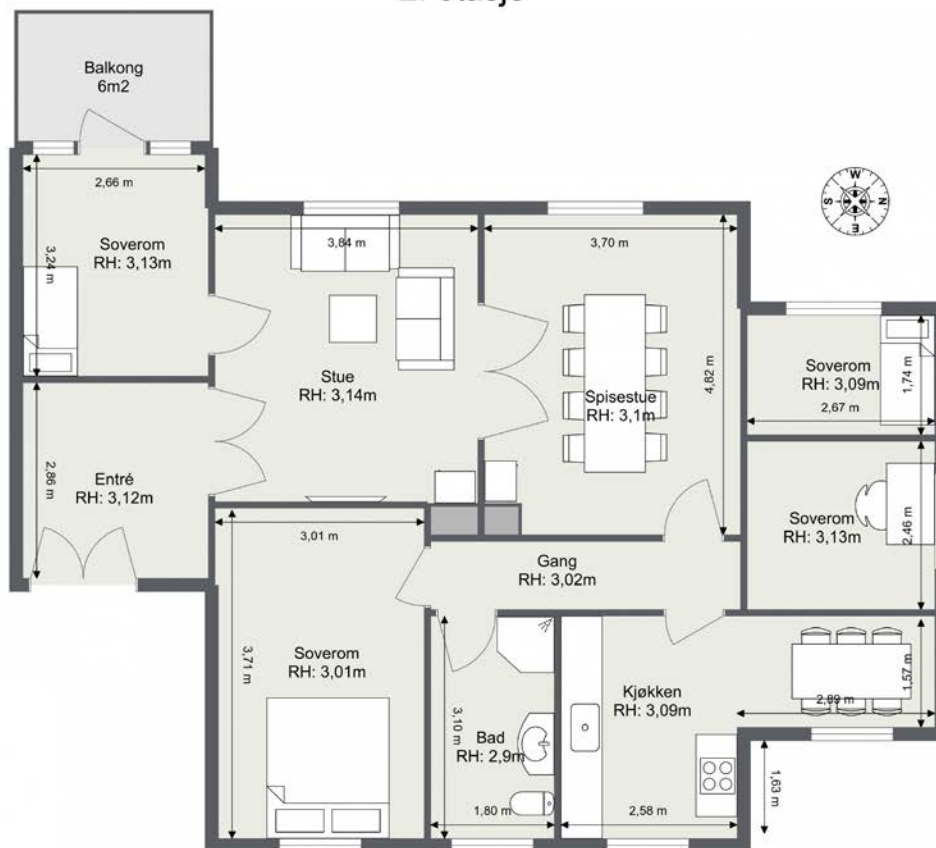 Balkong
6m2
2,66 m
Soverom
RH: 3,13m
3,24 m
3,84 m
3,70 m
W
S
N
E
Stue
RH: 3,14m
Spisestue
RH: 3,1m
4,82 m
Soverom
RH: 3,09m
1,74 m
2,67 m
Entré
RH: 3,12m
2,86 m
Soverom
RH: 3,13m
2,46 m
3,01 m
Gang
RH: 3,02m
Soverom
RH: 3,01m
3,71 m
Bad
RH: 2,9m
3,10 m
1,80 m
Kjøkken
RH: 3,09m
1,57 m
2,89 m
2,58 m
1,63 m